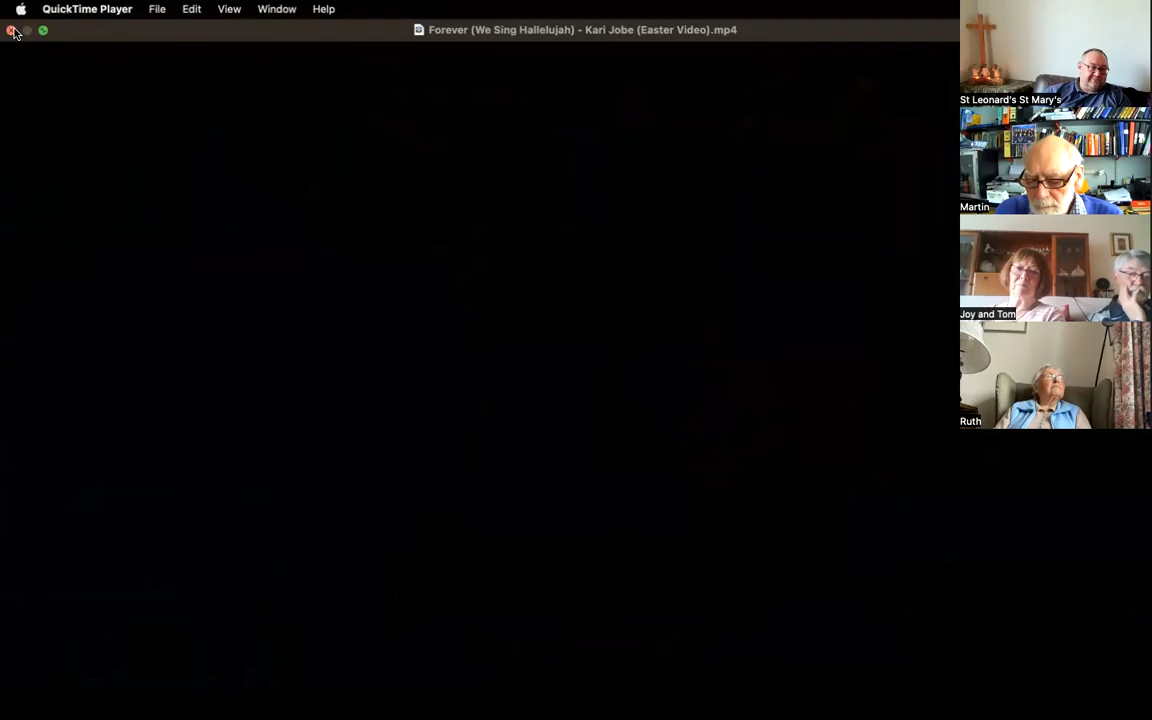 QuickTime Player File Edit View Window Help
Forever (We Sing Hallelujah) - Kari Jobe (Easter Video).mp4
St Leonard's St Mary's
Martin
Joy and Tom
Ruth